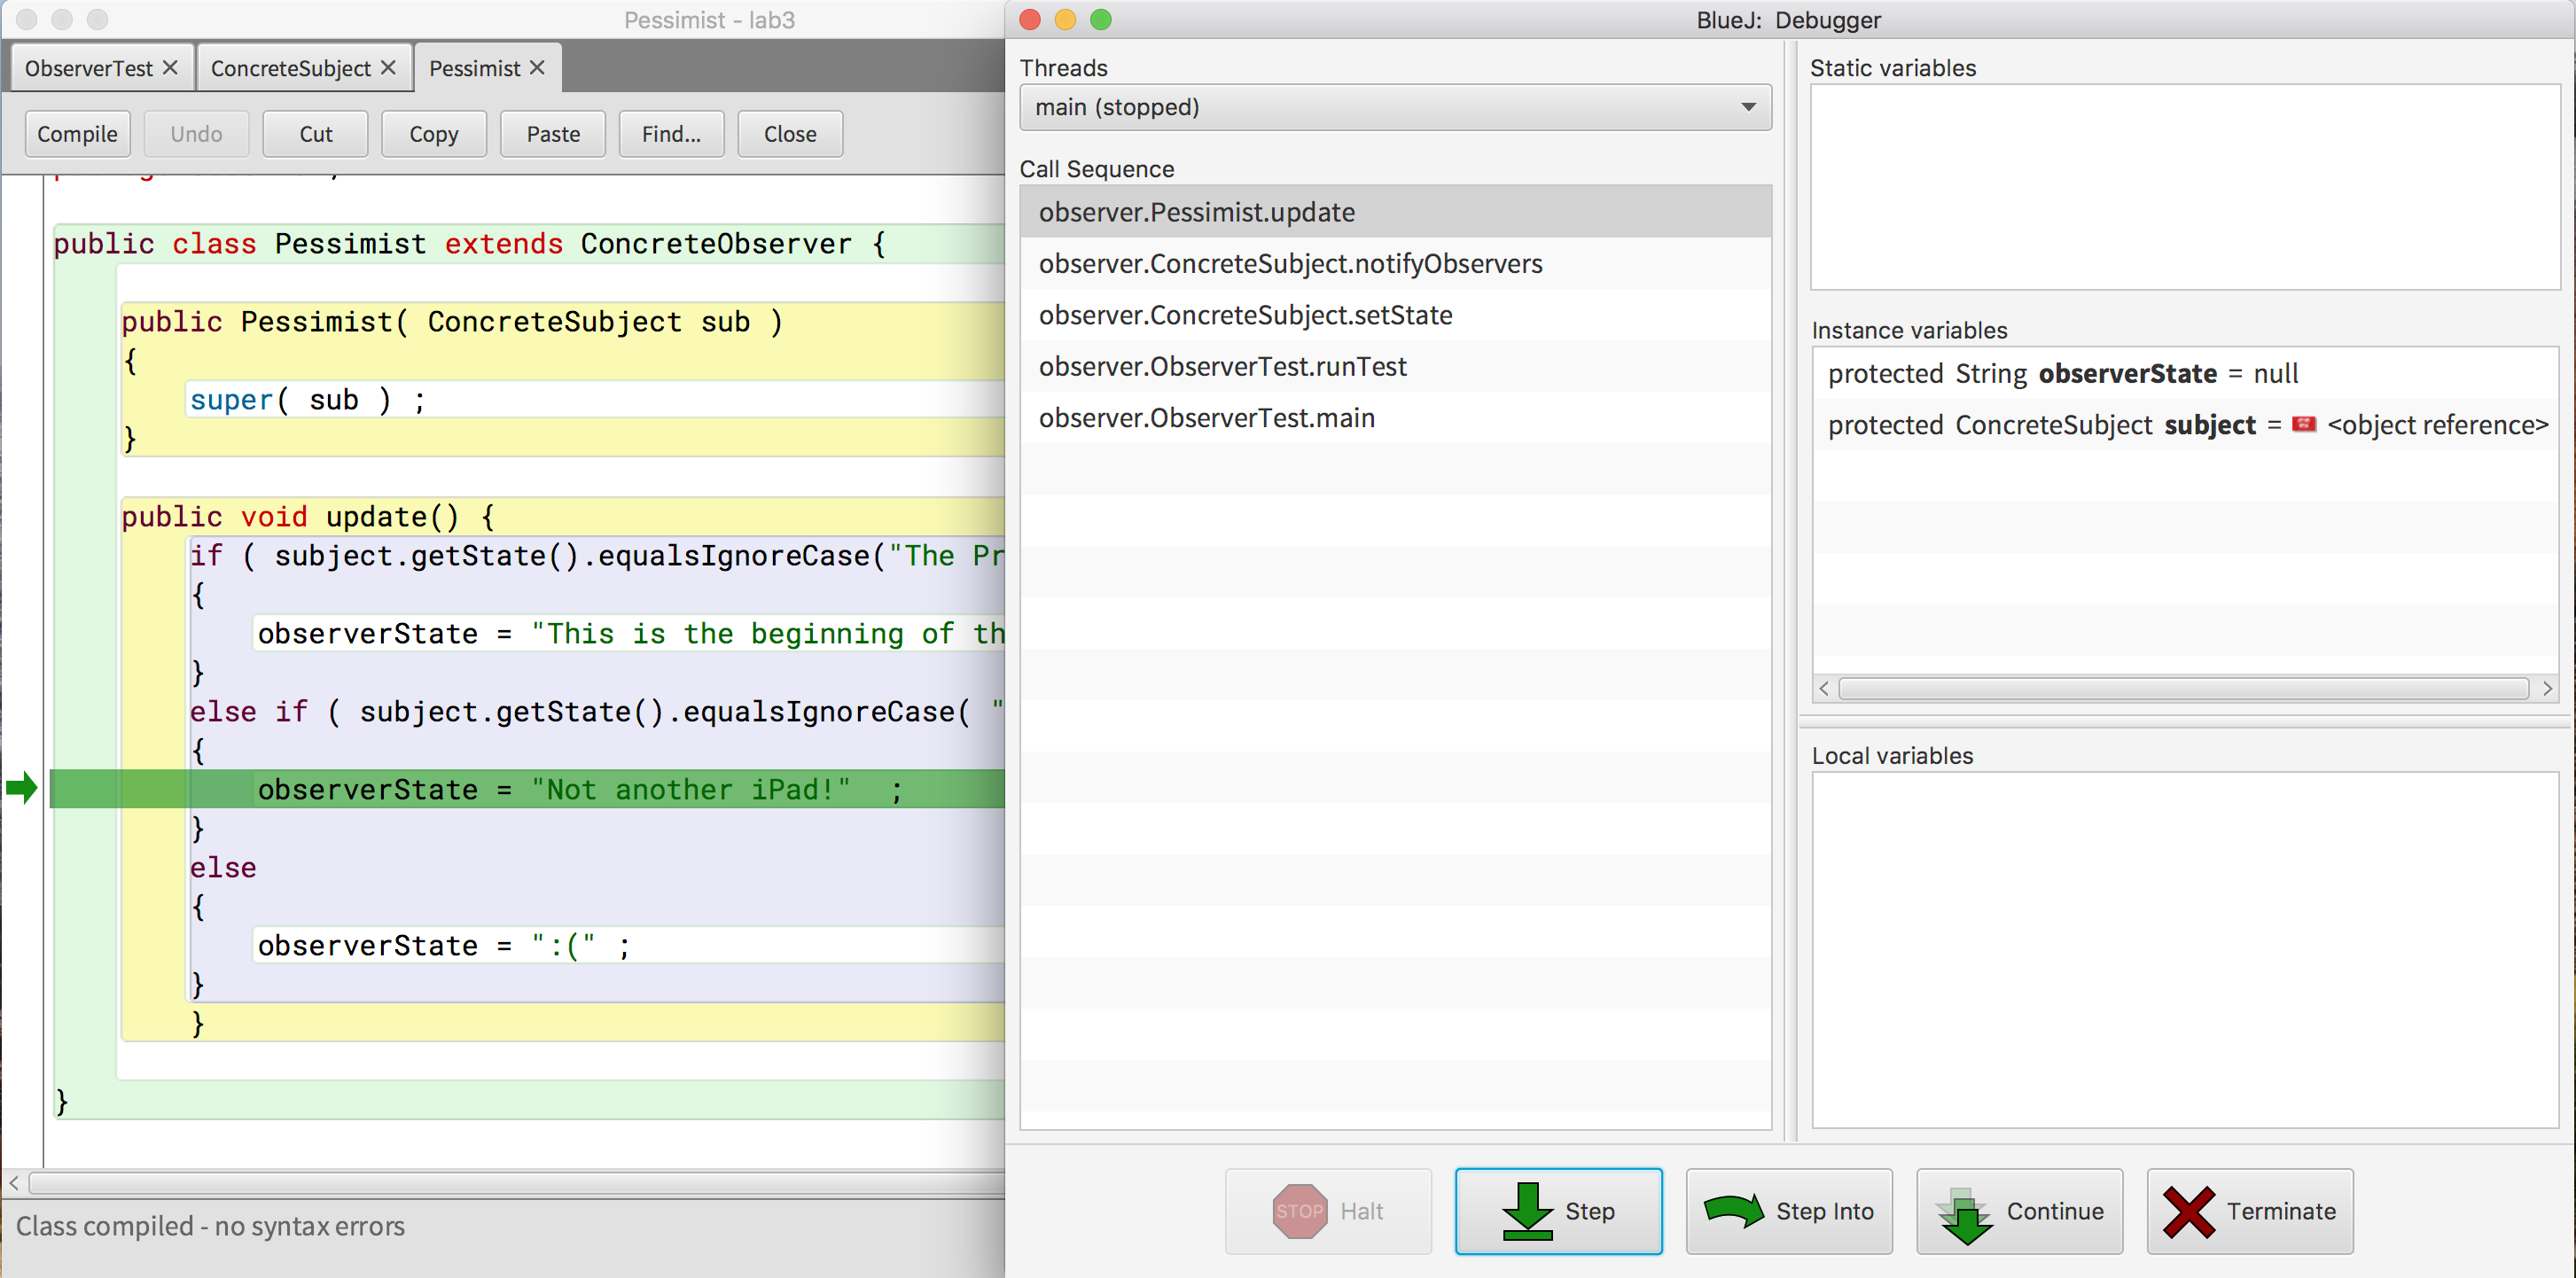 Pessimist - lab3
ObserverTest
ConcreteSubject
Pessimist
Compile
Undo
Cut
Copy
Paste
Find...
Close
public class Pessimist extends ConcreteObserver {
public Pessimist( ConcreteSubject sub )
{
super( sub ) ;
}
public void update() {
if ( subject.getState().equalsIgnoreCase("The Pr
{
observerState = "This is the beginning of th
}
else if ( subject.getState().equalsIgnoreCase( "
{
observerState = "Not another iPad!" ;
}
else
{
observerState = ":(" ;
}
}
}
Class compiled - no syntax errors
BlueJ: Debugger
Threads
main (stopped)
Call Sequence
observer.Pessimist.update
observer.ConcreteSubject.notifyObservers
observer.ConcreteSubject.setState
observer.ObserverTest.runTest
observer.ObserverTest.main
Static variables
Instance variables
protected String observerState = null
protected ConcreteSubject subject = <object reference>
Local variables
STOP Halt
Step
Step Into
Continue
Terminate